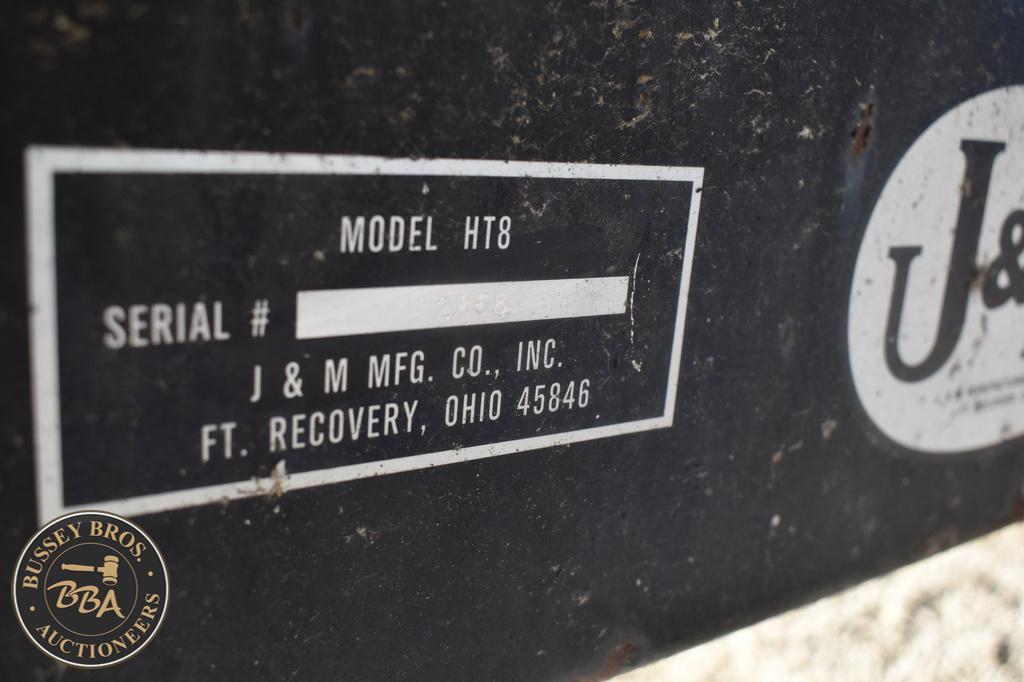 MODEL HT8
SERIAL #
J & M MFG. CO., INC.
FT. RECOVERY, OHIO 45846
J &
BUSSEY BROS.
BBA
AUCTIONEERS